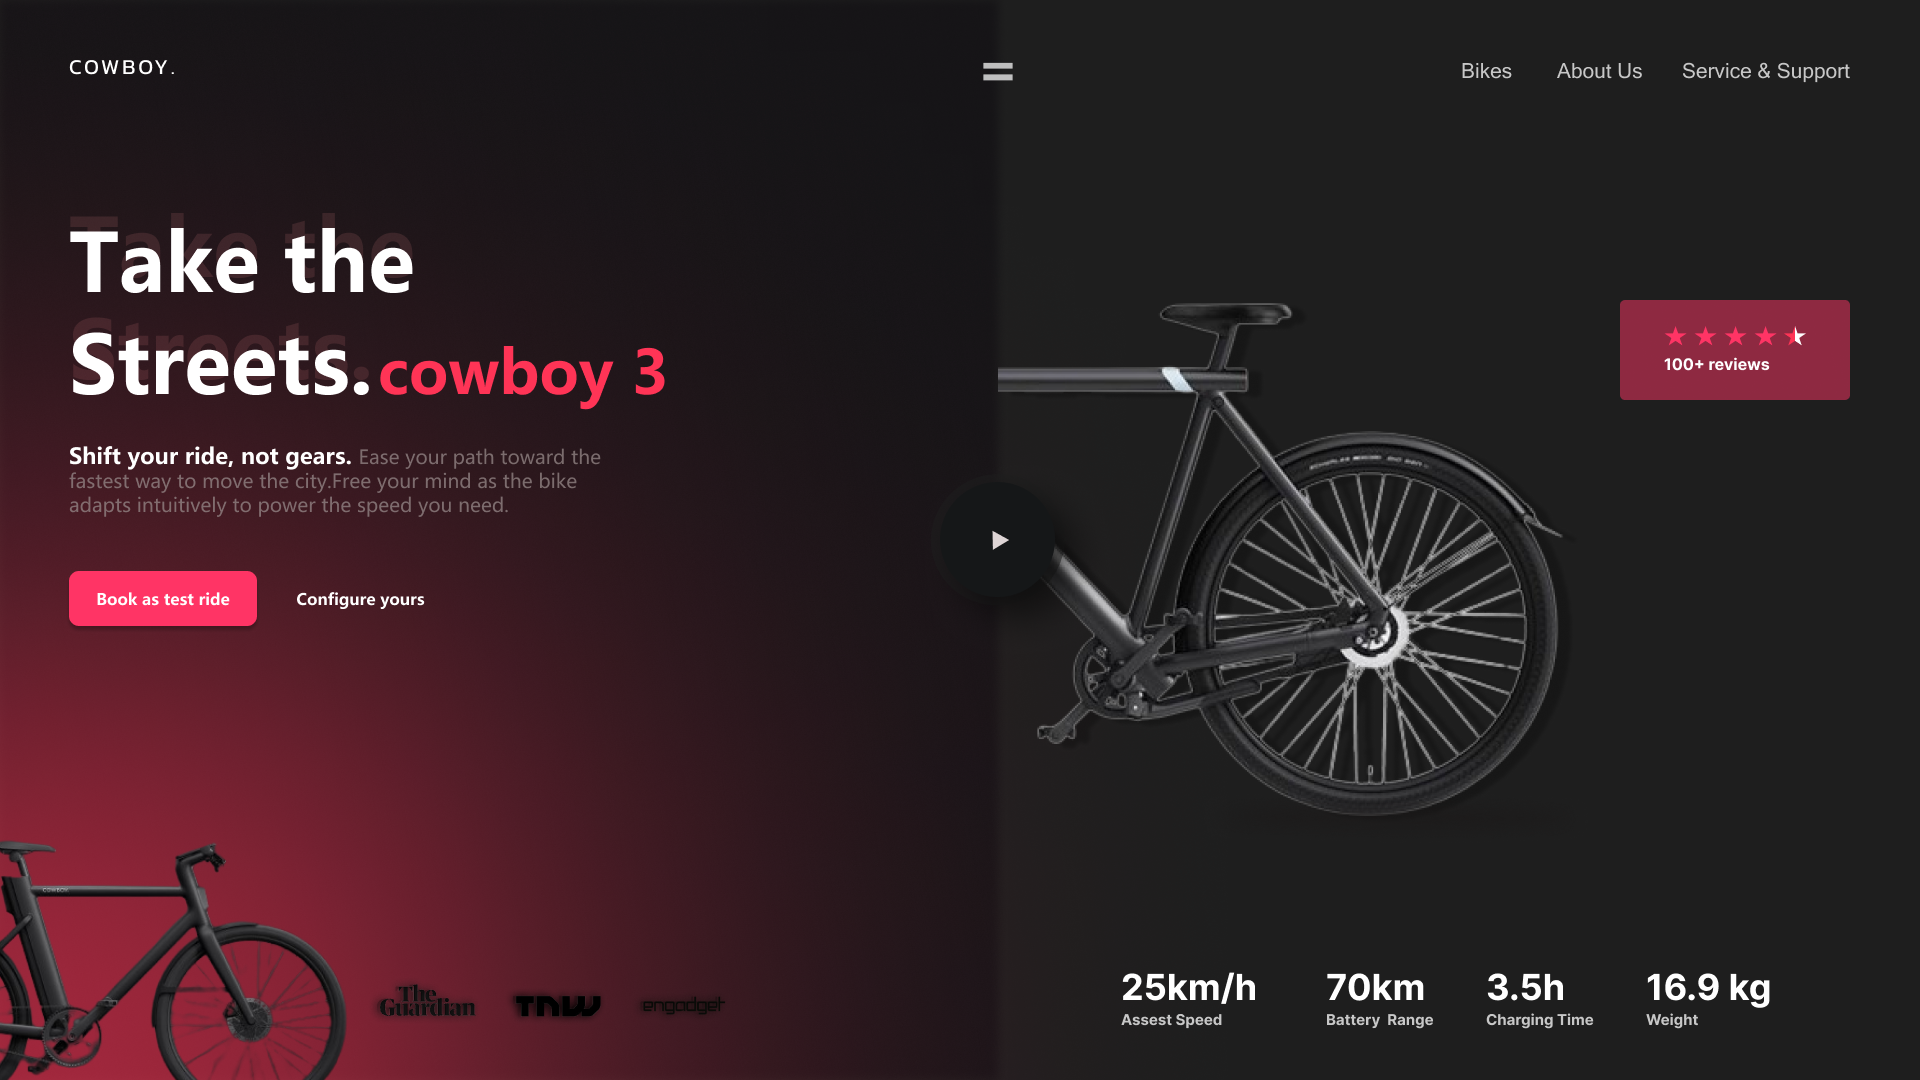 COWBOY.
Bikes About Us Service & Support
Take the
Streets. cowboy 3
100+ reviews
Shift your ride, not gears. Ease your path toward the
fastest way to move the city.Free your mind as the bike
adapts intuitively to power the speed you need.
Book as test ride Configure yours
COWBOY
The
Guardian
TNW
engadget
25km/h 70km 3.5h 16.9 kg
Assest Speed Battery Range Charging Time Weight